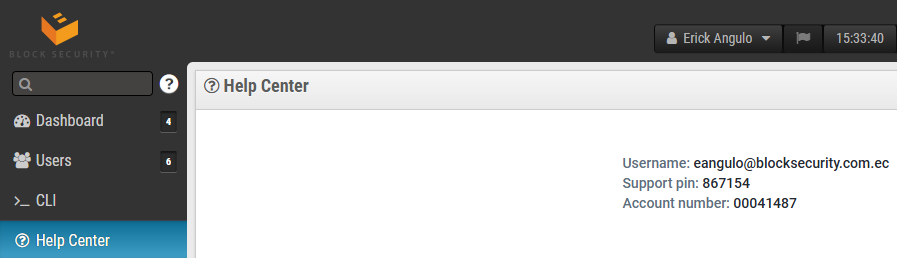 BLOCK SECURITY
Erick Angulo
15:33:40
?
Dashboard
4
Users
6
CLI
Help Center
Help Center
Username: eangulo@blocksecurity.com.ec
Support pin: 867154
Account number: 00041487